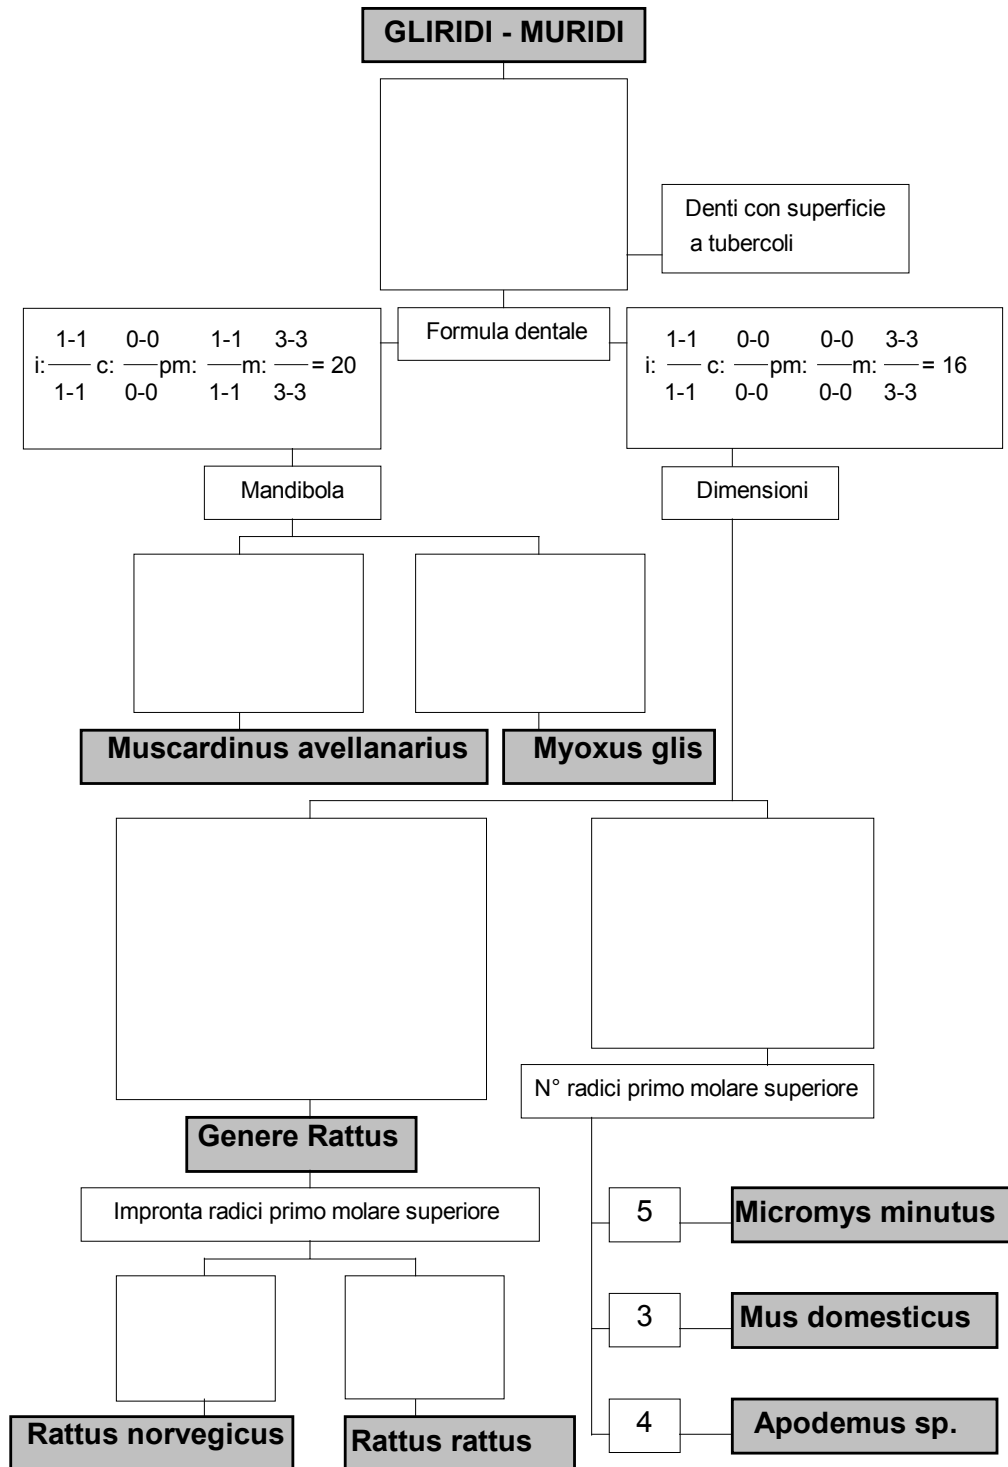 GLIRIDI - MURIDI
Denti con superficie
a tubercoli
Formula dentale
1-1 0-0 1-1 3-3
i: c: pm: m: = 20
1-1 0-0 1-1 3-3
1-1 0-0 0-0 3-3
i: c: pm: m: = 16
1-1 0-0 0-0 3-3
Mandibola
Dimensioni
Muscardinus avellanarius
Myoxus glis
N° radici primo molare superiore
Genere Rattus
Impronta radici primo molare superiore
5
Micromys minutus
3
Mus domesticus
4
Apodemus sp.
Rattus norvegicus
Rattus rattus